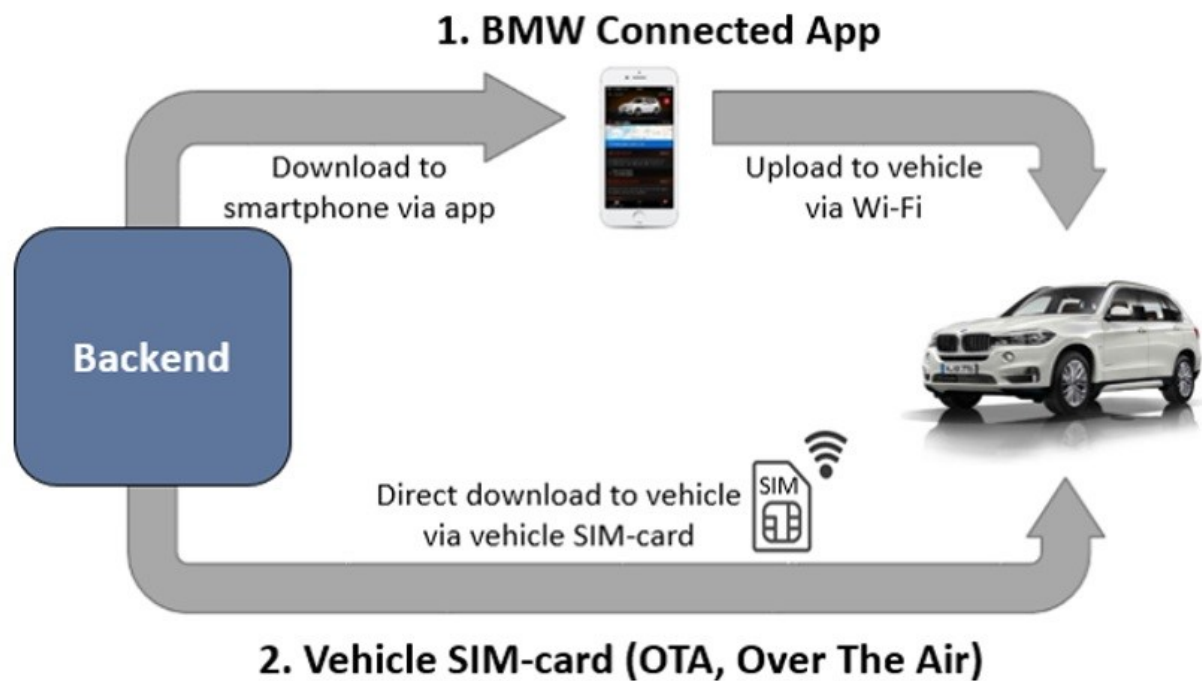 1. BMW Connected App
Download to
smartphone via app
Upload to vehicle
via Wi-Fi
Backend
Direct download to vehicle
via vehicle SIM-card
SIM
2. Vehicle SIM-card (OTA, Over The Air)